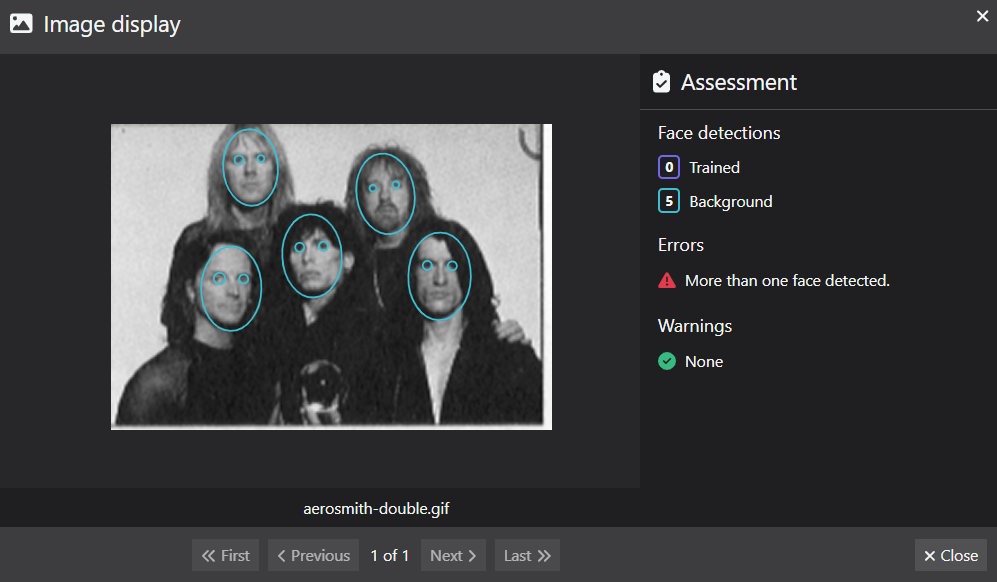 Image display
Assessment
Face detections
0 Trained
5 Background
Errors
More than one face detected.
Warnings
None
aerosmith-double.gif
First Previous 1 of 1 Next Last Close